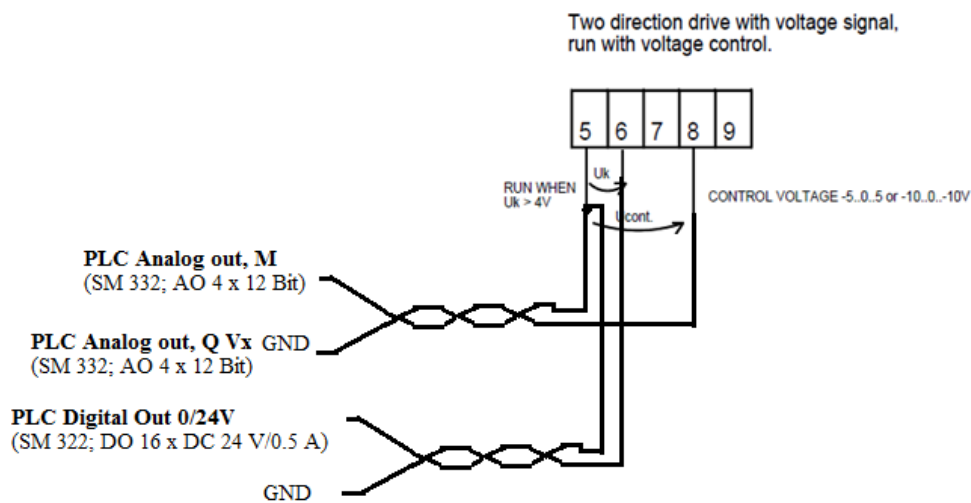 Two direction drive with voltage signal,
run with voltage control.
5 6 7 8 9
Uk
RUN WHEN
Uk > 4V
Ucont.
CONTROL VOLTAGE -5..0..5 or -10..0..-10V
PLC Analog out, M
(SM 332; AO 4 x 12 Bit)
PLC Analog out, Q Vx GND
(SM 332; AO 4 x 12 Bit)
PLC Digital Out 0/24V
(SM 322; DO 16 x DC 24 V/0.5 A)
GND